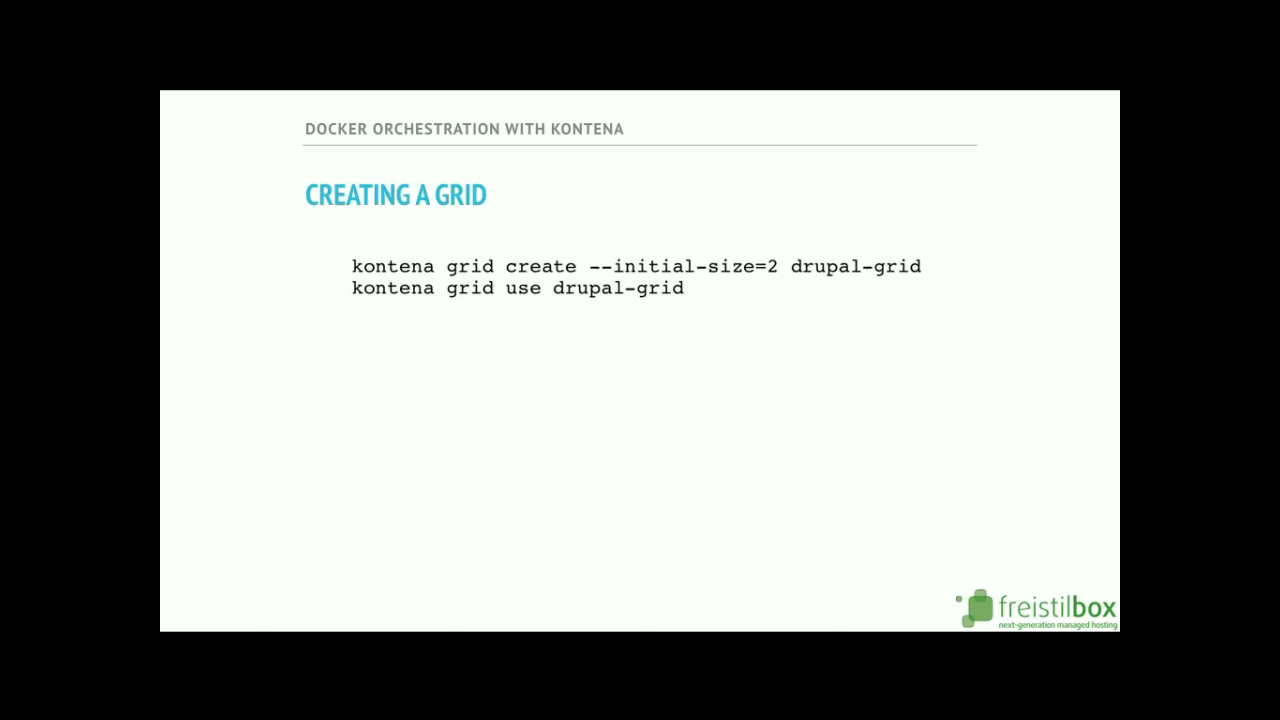 DOCKER ORCHESTRATION WITH KONTENA
CREATING A GRID
kontena grid create --initial-size=2 drupal-grid
kontena grid use drupal-grid
freistilbox
next-generation managed hosting